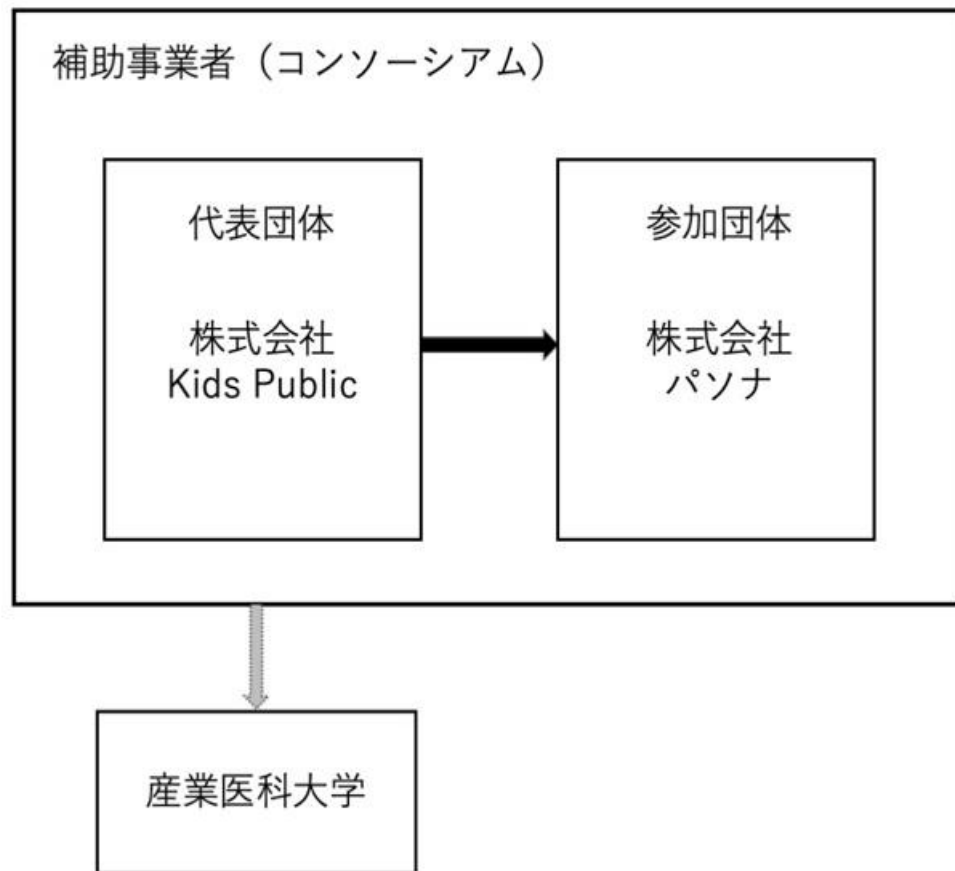 補助事業者（コンソーシアム）
代表団体
株式会社
Kids Public
参加団体
株式会社
パソナ
産業医科大学